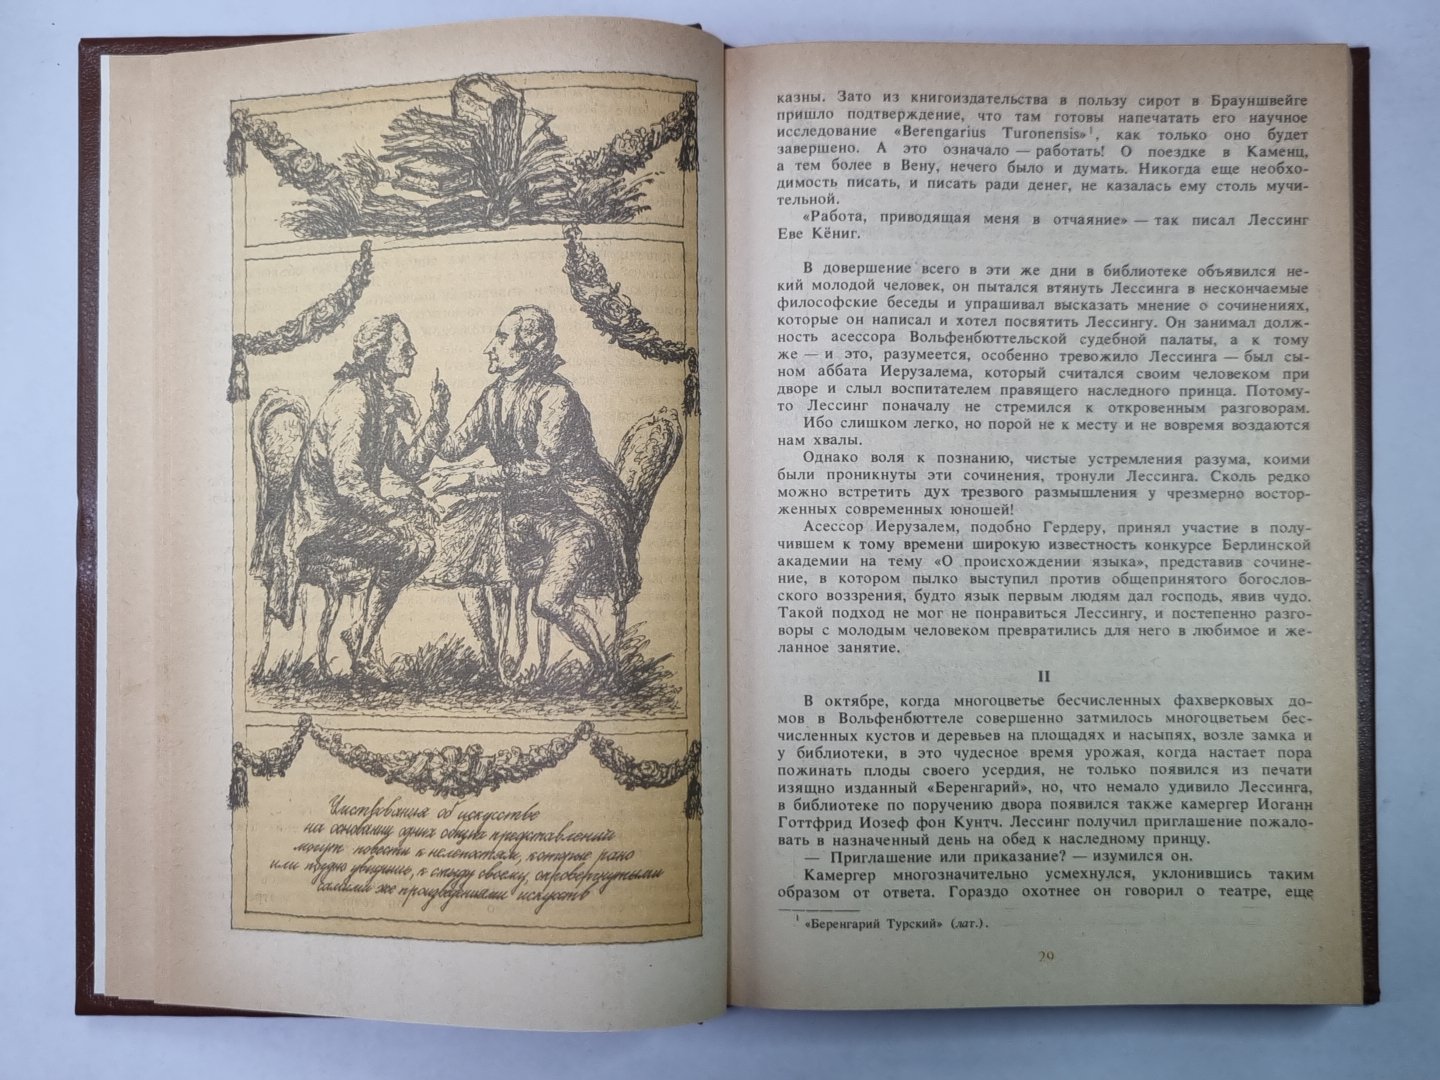 Умствования об искусстве
на основании одних общих представлений
могут повести к нелепостям, которые рано
или поздно увидишь, к стыду своему, опровергнутыми
самими же произведениями искусств
казны. Зато из книгоиздательства в пользу сирот в Брауншвейге
пришло подтверждение, что там готовы напечатать его научное
исследование «Berengarius Turonensis»¹, как только оно будет
завершено. А это означало — работать! О поездке в Каменц,
а тем более в Вену, нечего было и думать. Никогда еще необхо-
димость писать, и писать ради денег, не казалась ему столь мучи-
тельной.
«Работа, приводящая меня в отчаяние» — так писал Лессинг
Еве Кёниг.
В довершение всего в эти же дни в библиотеке объявился не-
кий молодой человек, он пытался втянуть Лессинга в нескончаемые
философские беседы и упрашивал высказать мнение о сочинениях,
которые он написал и хотел посвятить Лессингу. Он занимал долж-
ность асессора Вольфенбюттельской судебной палаты, а к тому
же — и это, разумеется, особенно тревожило Лессинга — был сы-
ном аббата Иерузалема, который считался своим человеком при
дворе и слыл воспитателем правящего наследного принца. Потому-
то Лессинг поначалу не стремился к откровенным разговорам.
Ибо слишком легко, но порой не к месту и не вовремя воздаются
нам хвалы.
Однако воля к познанию, чистые устремления разума, коими
были проникнуты эти сочинения, тронули Лессинга. Сколь редко
можно встретить дух трезвого размышления у чрезмерно востор-
женных современных юношей!
Асессор Иерузалем, подобно Гердеру, принял участие в полу-
чившем к тому времени широкую известность конкурсе Берлинской
академии на тему «О происхождении языка», представив сочине-
ние, в котором пылко выступил против общепринятого богослов-
ского воззрения, будто язык первым людям дал господь, явив чудо.
Такой подход не мог не понравиться Лессингу, и постепенно разго-
воры с молодым человеком превратились для него в любимое и же-
ланное занятие.
II
В октябре, когда многоцветье бесчисленных фахверковых до-
мов в Вольфенбюттеле совершенно затмилось многоцветьем бес-
численных кустов и деревьев на площадях и насыпях, возле замка и
у библиотеки, в это чудесное время урожая, когда настает пора
пожинать плоды своего усердия, не только появился из печати
изящно изданный «Беренгарий», но, что немало удивило Лессинга,
в библиотеке по поручению двора появился также камергер Иоганн
Готтфрид Иозеф фон Кунтч. Лессинг получил приглашение пожало-
вать в назначенный день на обед к наследному принцу.
— Приглашение или приказание? — изумился он.
Камергер многозначительно усмехнулся, уклонившись таким
образом от ответа. Гораздо охотнее он говорил о театре, еще
¹ «Беренгарий Турский» (лат.).
29